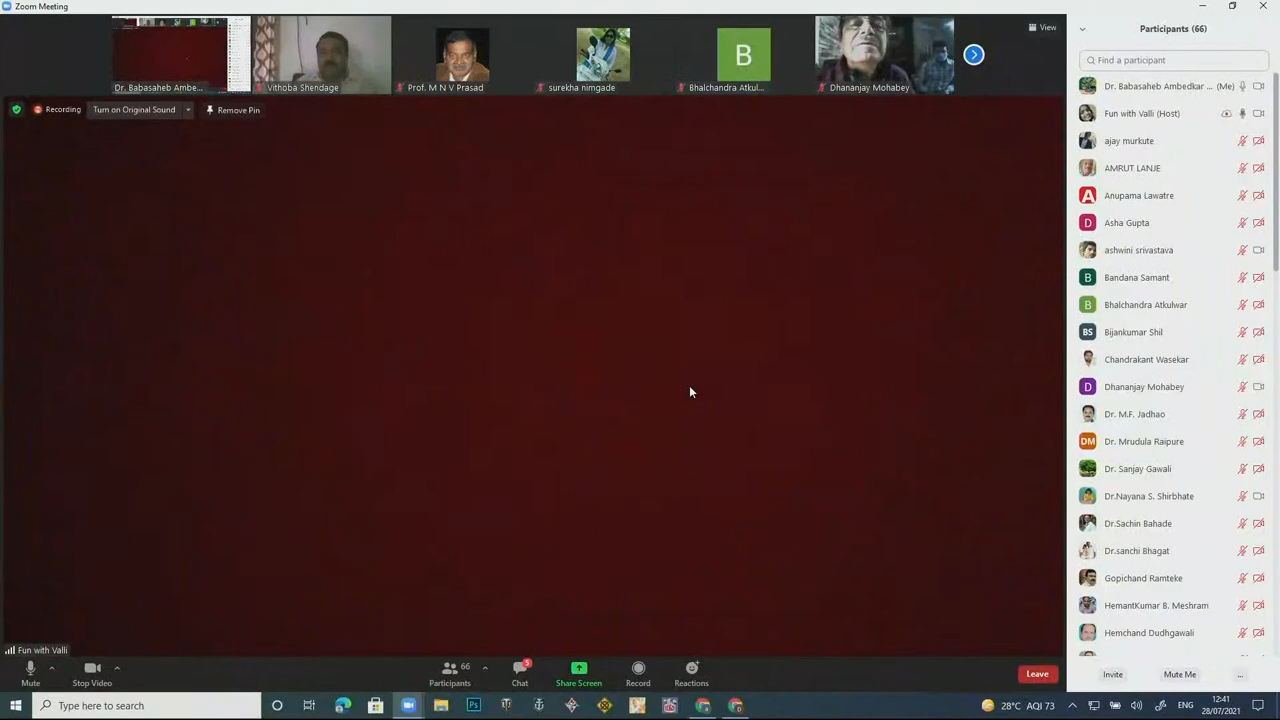 Zoom Meeting
Dr. Babasaheb Ambe...
Vithoba Shendage
Prof. M N V Prasad
surekha nimgade
B
Bhalchandra Atkul...
Dhananjay Mohabey
View
Recording
Turn on Original Sound
Remove Pin
Participants (66)
Find a participant
Dr. Babasaheb Ambedkar ... (Me)
Fun with Valli (Host)
ajay murkute
AMRUT LANJE
A Anupama Lawatre
D Asha Gupta
ashwini srivastava
B Bandana Samant
B Bhalchandra Atkulwar
BS Bijankumar Shil
Chandrakant Wasekar
D Dhananjay Mohabey
Dr. M.F. Jadhao
DM Dr. Mrudula Raipure
Dr. Sanjay Gawali
Dr.Nayana S. Shirbhate
Dr.Sachin Bahade
Dr.sanchi Bhagat
Gopichand Ramteke
HemantKumar B. Meshram
Hemchand Dudhgawali
Fun with Valli
Mute
Stop Video
66
Participants
5
Chat
Share Screen
Record
Reactions
Leave
Invite
Mute Me
...
Type here to search
Ps
28°C AQI 73
12:41
28/07/2021